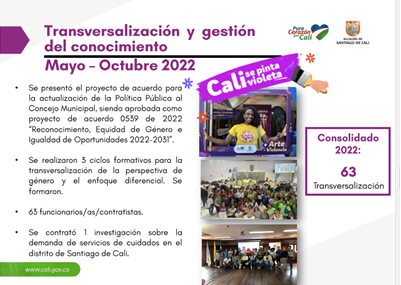 Transversalización y gestión
del conocimiento
Mayo – Octubre 2022
Puro
Corazón
por Cali
ALCALDÍA DE
SANTIAGO DE CALI
• Se presentó el proyecto de acuerdo para
la actualización de la Política Pública al
Concejo Municipal, siendo aprobada como
proyecto de acuerdo 0539 de 2022
“Reconocimiento, Equidad de Género e
Igualdad de Oportunidades 2022-2031”.
• Se realizaron 3 ciclos formativos para la
transversalización de la perspectiva de
género y el enfoque diferencial. Se
formaron.
• 63 funcionarios/as/contratistas.
• Se contrató 1 investigación sobre la
demanda de servicios de cuidados en el
distrito de Santiago de Cali.
Cali se pinta
violeta
+ Arte
- Violencia
Consolidado
2022:
63
Transversalización
www.cali.gov.co